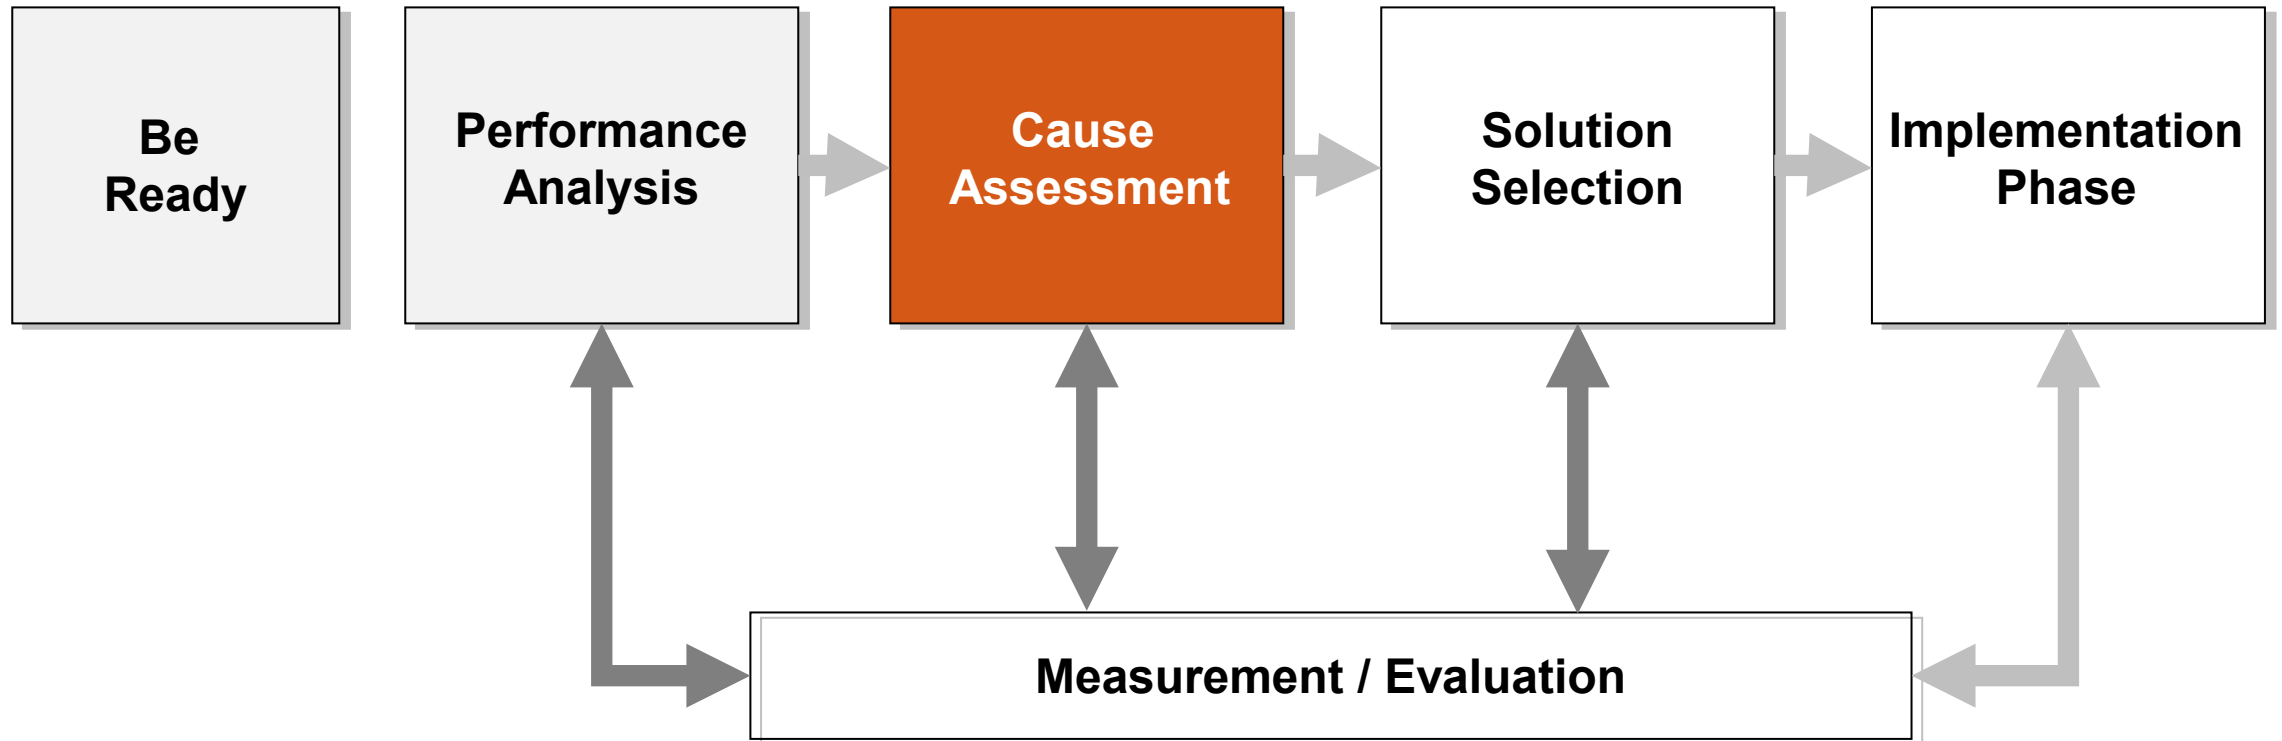 Be
Ready
Performance
Analysis
Cause
Assessment
Solution
Selection
Implementation
Phase
Measurement / Evaluation